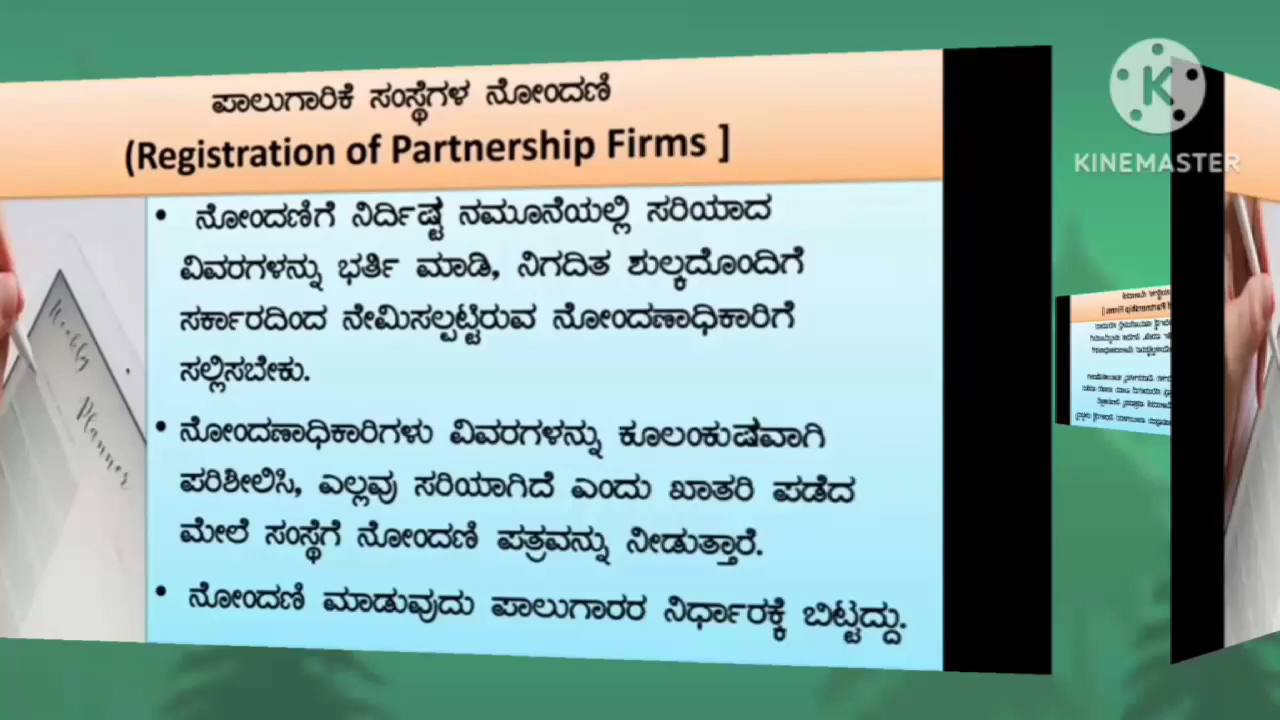 ಪಾಲುಗಾರಿಕೆ ಸಂಸ್ಥೆಗಳ ನೋಂದಣಿ
(Registration of Partnership Firms ]
• ನೋಂದಣಿಗೆ ನಿರ್ದಿಷ್ಟ ನಮೂನೆಯಲ್ಲಿ ಸರಿಯಾದ
ವಿವರಗಳನ್ನು ಭರ್ತಿ ಮಾಡಿ, ನಿಗದಿತ ಶುಲ್ಕದೊಂದಿಗೆ
ಸರ್ಕಾರದಿಂದ ನೇಮಿಸಲ್ಪಟ್ಟಿರುವ ನೋಂದಣಾಧಿಕಾರಿಗೆ
ಸಲ್ಲಿಸಬೇಕು.
• ನೋಂದಣಾಧಿಕಾರಿಗಳು ವಿವರಗಳನ್ನು ಕೂಲಂಕುಷವಾಗಿ
ಪರಿಶೀಲಿಸಿ, ಎಲ್ಲವು ಸರಿಯಾಗಿದೆ ಎಂದು ಖಾತರಿ ಪಡೆದ
ಮೇಲೆ ಸಂಸ್ಥೆಗೆ ನೋಂದಣಿ ಪತ್ರವನ್ನು ನೀಡುತ್ತಾರೆ.
• ನೋಂದಣಿ ಮಾಡುವುದು ಪಾಲುಗಾರರ ನಿರ್ಧಾರಕ್ಕೆ ಬಿಟ್ಟದ್ದು.
Weekly
Planner
K
KINEMASTER